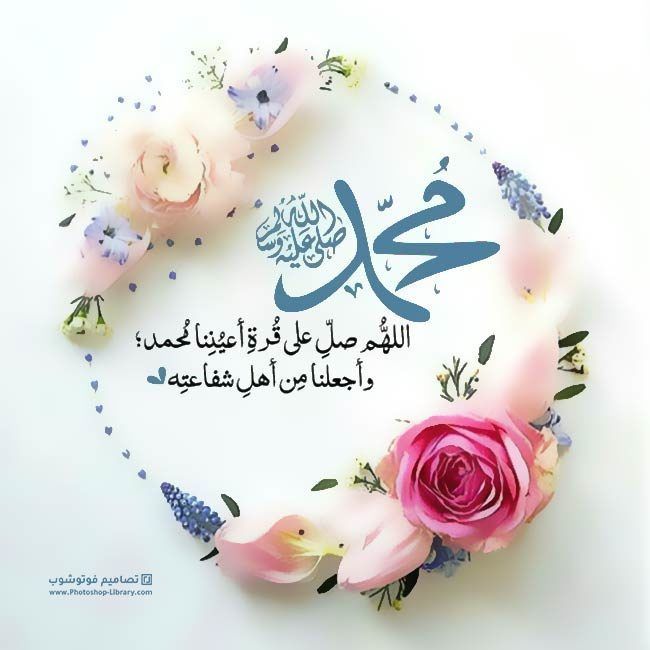 مُحمّد
صلى الله عليه وسلم
اللهُم صلِّ على قُرةِ أعيُنِنا مُحمد؛
وأجعلنا مِن أهلِ شفاعتِه
تصاميم فوتوشوب
www.Photoshop-Library.com